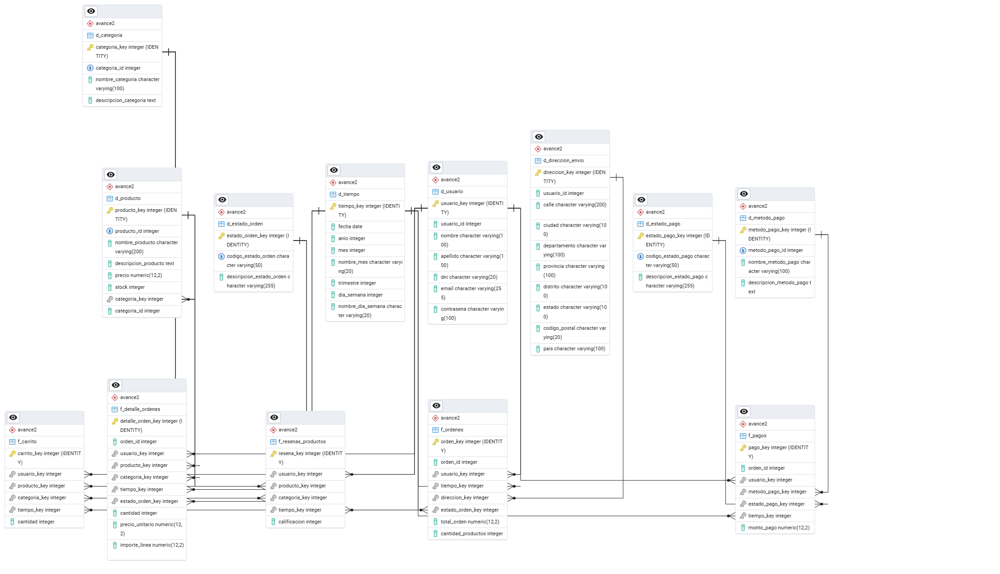 avance2
d_categoria
categoria_key integer (IDEN
TITY)
1
categoria_id integer
nombre_categoria character
varying(100)
descripcion_categoria text
avance2
d_producto
producto_key integer (IDEN
TITY)
1
producto_id integer
nombre_producto character
varying(200)
descripcion_producto text
precio numeric(12,2)
stock integer
categoria_key integer
categoria_id integer
avance2
d_estado_orden
estado_orden_key integer (I
DENTITY)
1
codigo_estado_orden chara
cter varying(50)
descripcion_estado_orden c
haracter varying(255)
avance2
d_tiempo
tiempo_key integer (IDENTI
TY)
fecha date
anio integer
mes integer
nombre_mes character varyi
ng(20)
trimestre integer
dia_semana integer
nombre_dia_semana charac
ter varying(20)
avance2
d_usuario
usuario_key integer (IDENTI
TY)
usuario_id integer
nombre character varying(1
00)
apellido character varying(1
00)
dni character varying(20)
email character varying(25
5)
contrasena character varyin
g(100)
avance2
d_direccion_envio
direccion_key integer (IDEN
TITY)
usuario_id integer
calle character varying(200)
ciudad character varying(10
0)
departamento character var
ying(100)
provincia character varying
(100)
distrito character varying(10
0)
estado character varying(10
0)
codigo_postal character var
ying(20)
pais character varying(100)
avance2
d_estado_pago
estado_pago_key integer (ID
ENTITY)
1
codigo_estado_pago charac
ter varying(50)
descripcion_estado_pago c
haracter varying(255)
avance2
d_metodo_pago
metodo_pago_key integer (I
DENTITY)
1
metodo_pago_id integer
nombre_metodo_pago char
acter varying(100)
descripcion_metodo_pago t
ext
avance2
f_carrito
carrito_key integer (IDENTIT
Y)
usuario_key integer
producto_key integer
categoria_key integer
tiempo_key integer
cantidad integer
avance2
f_detalle_ordenes
detalle_orden_key integer (I
DENTITY)
orden_id integer
usuario_key integer
producto_key integer
categoria_key integer
tiempo_key integer
estado_orden_key integer
cantidad integer
precio_unitario numeric(12,
2)
importe_linea numeric(12,2)
avance2
f_resenas_productos
resena_key integer (IDENTIT
Y)
usuario_key integer
producto_key integer
categoria_key integer
tiempo_key integer
calificacion integer
avance2
f_ordenes
orden_key integer (IDENTIT
Y)
orden_id integer
usuario_key integer
tiempo_key integer
direccion_key integer
estado_orden_key integer
total_orden numeric(12,2)
cantidad_productos integer
avance2
f_pagos
pago_key integer (IDENTIT
Y)
orden_id integer
usuario_key integer
metodo_pago_key integer
estado_pago_key integer
tiempo_key integer
monto_pago numeric(12,2)